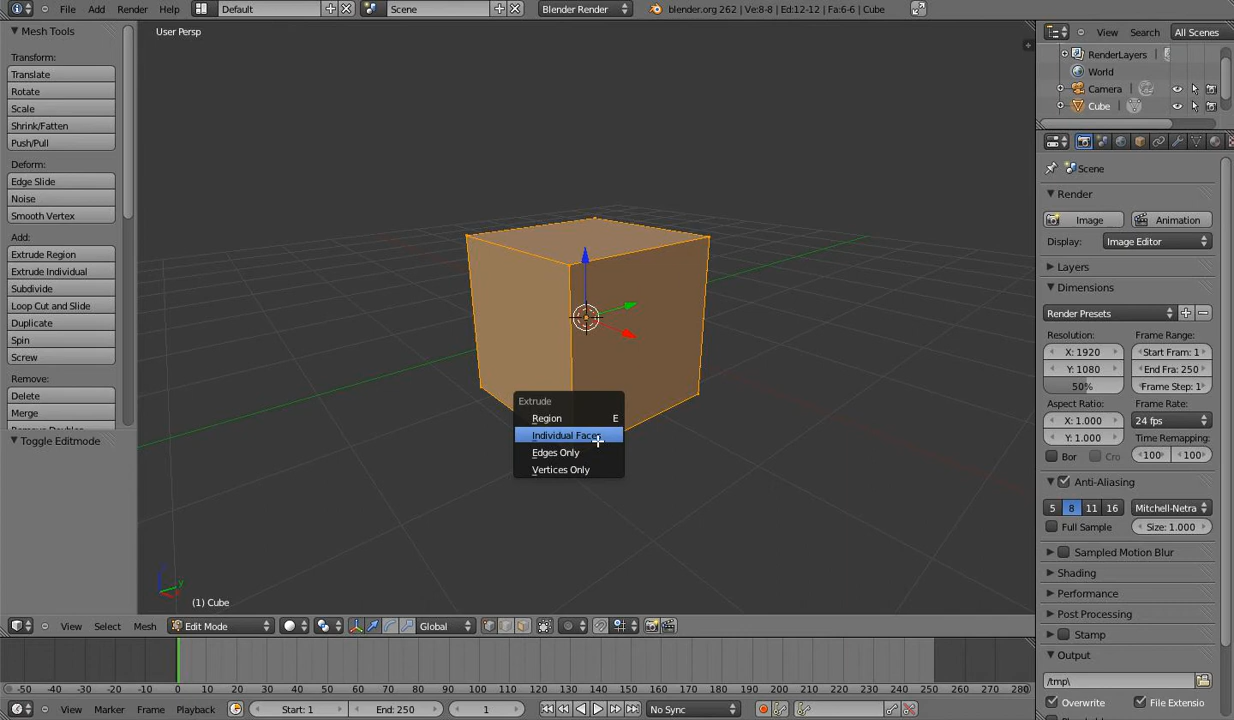 File Add Render Help Default Scene Blender Render blender.org 262 | Ve:8-8 | Ed:12-12 | Fa:6-6 | Cube
Mesh Tools
Transform:
Translate
Rotate
Scale
Shrink/Fatten
Push/Pull
Deform:
Edge Slide
Noise
Smooth Vertex
Add:
Extrude Region
Extrude Individual
Subdivide
Loop Cut and Slide
Duplicate
Spin
Screw
Remove:
Delete
Merge
Toggle Editmode
User Persp
Extrude
Region E
Individual Faces
Edges Only
Vertices Only
z y
(1) Cube
View Select Mesh Edit Mode Global
-50 -40 -30 -20 -10 0 10 20 30 40 50 60 70 80 90 100 110 120 130 140 150 160 170 180 190 200 210 220 230 240 250 260 270 280
View Marker Frame Playback Start: 1 End: 250 1 No Sync
View Search All Scenes
RenderLayers
World
Camera
Cube
Scene
Render
Image Animation
Display: Image Editor
Layers
Dimensions
Render Presets
Resolution: Frame Range:
X: 1920 Start Fram: 1
Y: 1080 End Fra: 250
50% Frame Step: 1
Aspect Ratio: Frame Rate:
X: 1.000 24 fps
Y: 1.000 Time Remapping:
Bor Cro 100 100
Anti-Aliasing
5 8 11 16 Mitchell-Netra
Full Sample Size: 1.000
Sampled Motion Blur
Shading
Performance
Post Processing
Stamp
Output
/tmp\
Overwrite File Extension